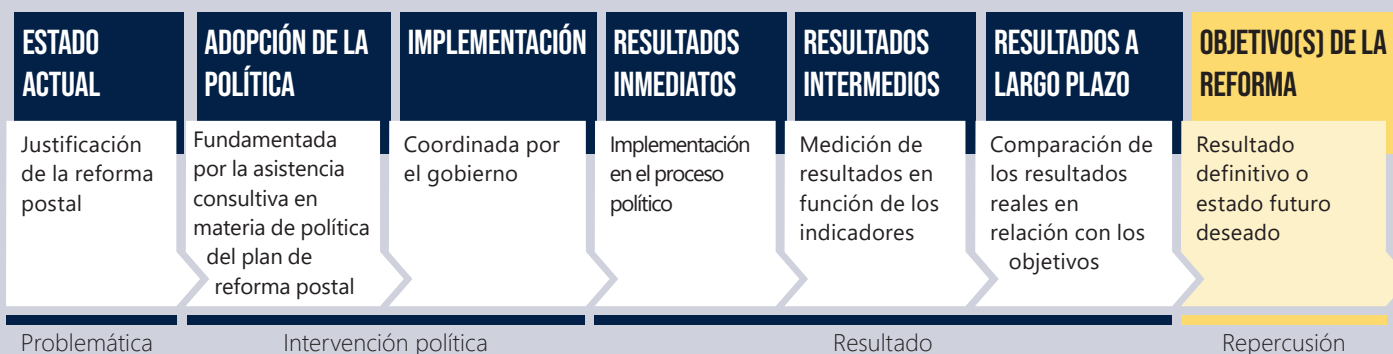 ESTADO
ACTUAL
Justificación
de la reforma
postal
ADOPCIÓN DE LA
POLÍTICA
Fundamentada
por la asistencia
consultiva en
materia de política
del plan de
reforma postal
IMPLEMENTACIÓN
Coordinada por
el gobierno
RESULTADOS
INMEDIATOS
Implementación
en el proceso
político
RESULTADOS
INTERMEDIOS
Medición de
resultados en
función de los
indicadores
RESULTADOS A
LARGO PLAZO
Comparación de
los resultados
reales en
relación con los
objetivos
OBJETIVO(S) DE LA
REFORMA
Resultado
definitivo o
estado futuro
deseado
Problemática
Intervención política
Resultado
Repercusión